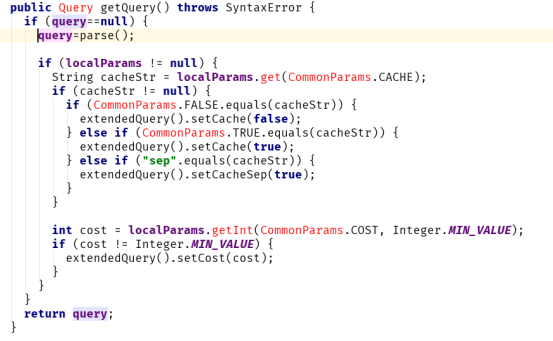 public Query getQuery() throws SyntaxError {
if (query==null) {
query=parse();
if (localParams != null) {
String cacheStr = localParams.get(CommonParams.CACHE);
if (cacheStr != null) {
if (CommonParams.FALSE.equals(cacheStr)) {
extendedQuery().setCache(false);
} else if (CommonParams.TRUE.equals(cacheStr)) {
extendedQuery().setCache(true);
} else if ("sep".equals(cacheStr)) {
extendedQuery().setCacheSep(true);
}
}
int cost = localParams.getInt(CommonParams.COST, Integer.MIN_VALUE);
if (cost != Integer.MIN_VALUE) {
extendedQuery().setCost(cost);
}
}
}
return query;
}